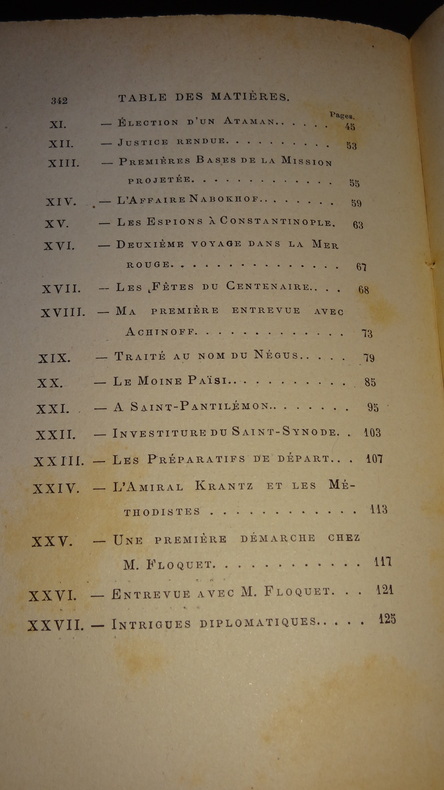 342 TABLE DES MATIÈRES.
Pages.
XI. — Élection d'un Ataman. . . . . . 45
XII. — Justice rendue. . . . . . . . . . 53
XIII. — Premières Bases de la Mission
projetée. . . . . . . . . . . . . 55
XIV. — L'Affaire Nabokhof. . . . . . . . 59
XV. — Les Espions à Constantinople. 63
XVI. — Deuxième voyage dans la Mer
rouge. . . . . . . . . . . . . . . 67
XVII. — Les Fêtes du Centenaire. . . . 68
XVIII. — Ma première entrevue avec
Achinoff. . . . . . . . . . . . . 73
XIX. — Traité au nom du Négus. . . . . 79
XX. — Le Moine Païsi. . . . . . . . . . . 85
XXI. — A Saint-Pantilémon. . . . . . . . 95
XXII. — Investiture du Saint-Synode. . 103
XXIII. — Les Préparatifs de départ. . . 107
XXIV. — L'Amiral Krantz et les Mé-
thodistes . . . . . . . . . . . . 113
XXV. — Une première démarche chez
M. Floquet. . . . . . . . . . . . 117
XXVI. — Entrevue avec M. Floquet. . . 121
XXVII. — Intrigues diplomatiques. . . . . 125